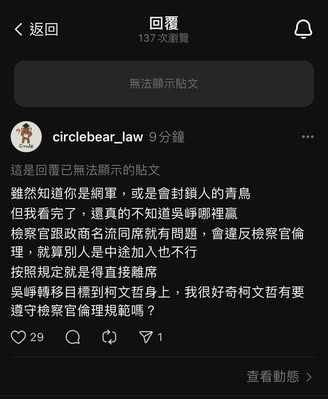 返回
回覆
137 次瀏覽
無法顯示貼文
circlebear_law 9分鐘
這是回覆已無法顯示的貼文
雖然知道你是網軍，或是會封鎖人的青鳥
但我看完了，還真的不知道吳崢哪裡贏
檢察官跟政商名流同席就有問題，會違反檢察官倫
理，就算別人是中途加入也不行
按照規定就是得直接離席
吳崢轉移目標到柯文哲身上，我很好奇柯文哲有要
遵守檢察官倫理規範嗎？
29
1
查看動態